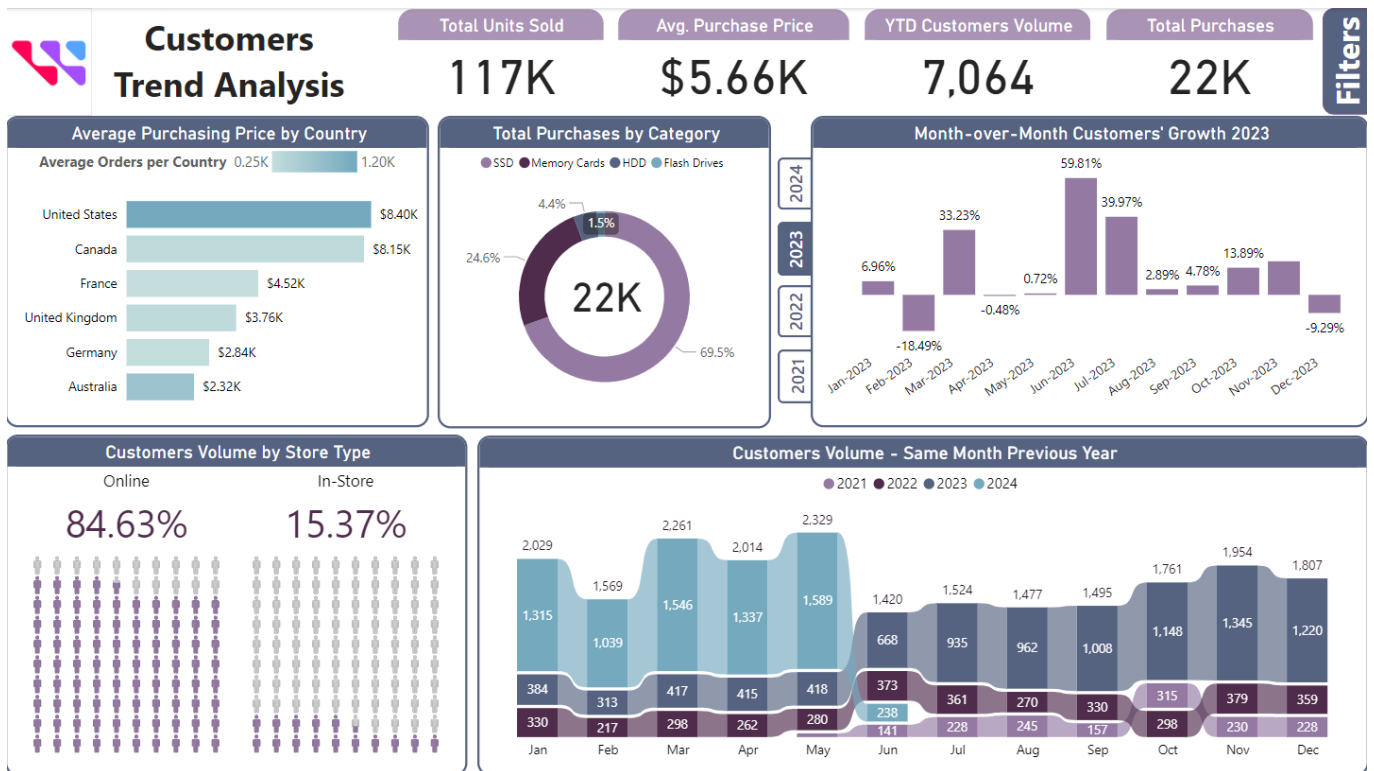 Customers
Trend Analysis
Total Units Sold
117K
Avg. Purchase Price
$5.66K
YTD Customers Volume
7,064
Total Purchases
22K
Filters
Average Purchasing Price by Country
Average Orders per Country 0.25K 1.20K
United States $8.40K
Canada $8.15K
France $4.52K
United Kingdom $3.76K
Germany $2.84K
Australia $2.32K
Total Purchases by Category
SSD Memory Cards HDD Flash Drives
4.4%
1.5%
24.6%
22K
69.5%
2024
2023
2022
2021
Month-over-Month Customers' Growth 2023
59.81%
39.97%
33.23%
13.89%
6.96%
0.72%
2.89%
4.78%
-0.48%
-9.29%
-18.49%
Jan-2023
Feb-2023
Mar-2023
Apr-2023
May-2023
Jun-2023
Jul-2023
Aug-2023
Sep-2023
Oct-2023
Nov-2023
Dec-2023
Customers Volume by Store Type
Online In-Store
84.63% 15.37%
Customers Volume - Same Month Previous Year
2021 2022 2023 2024
2,029 1,569 2,261 2,014 2,329 1,420 1,524 1,477 1,495 1,761 1,954 1,807
1,315 1,039 1,546 1,337 1,589 668 935 962 1,008 1,148 1,345 1,220
384 313 417 415 418 373 361 270 330 315 379 359
238
330 217 298 262 280 141 228 245 157 298 230 228
Jan Feb Mar Apr May Jun Jul Aug Sep Oct Nov Dec